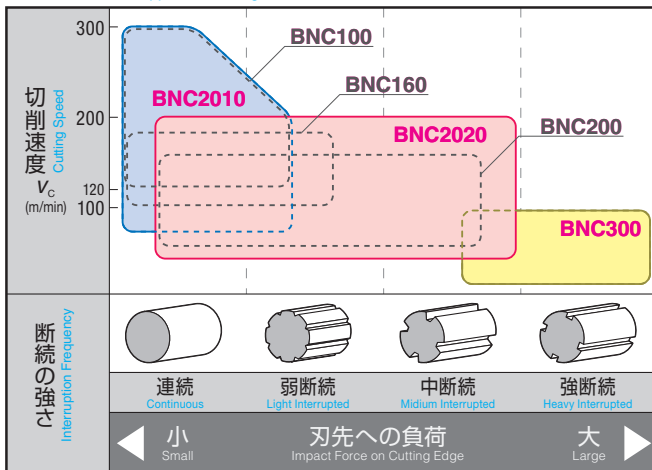 切削速度
Cutting Speed
vc
(m/min)
300
200
120
100
BNC100
BNC160
BNC2010
BNC2020
BNC200
BNC300
断続の強さ
Interruption Frequency
連続
Continuous
弱断続
Light Interrupted
中断続
Midium Interrupted
強断続
Heavy Interrupted
小
Small
刃先への負荷
Impact Force on Cutting Edge
大
Large